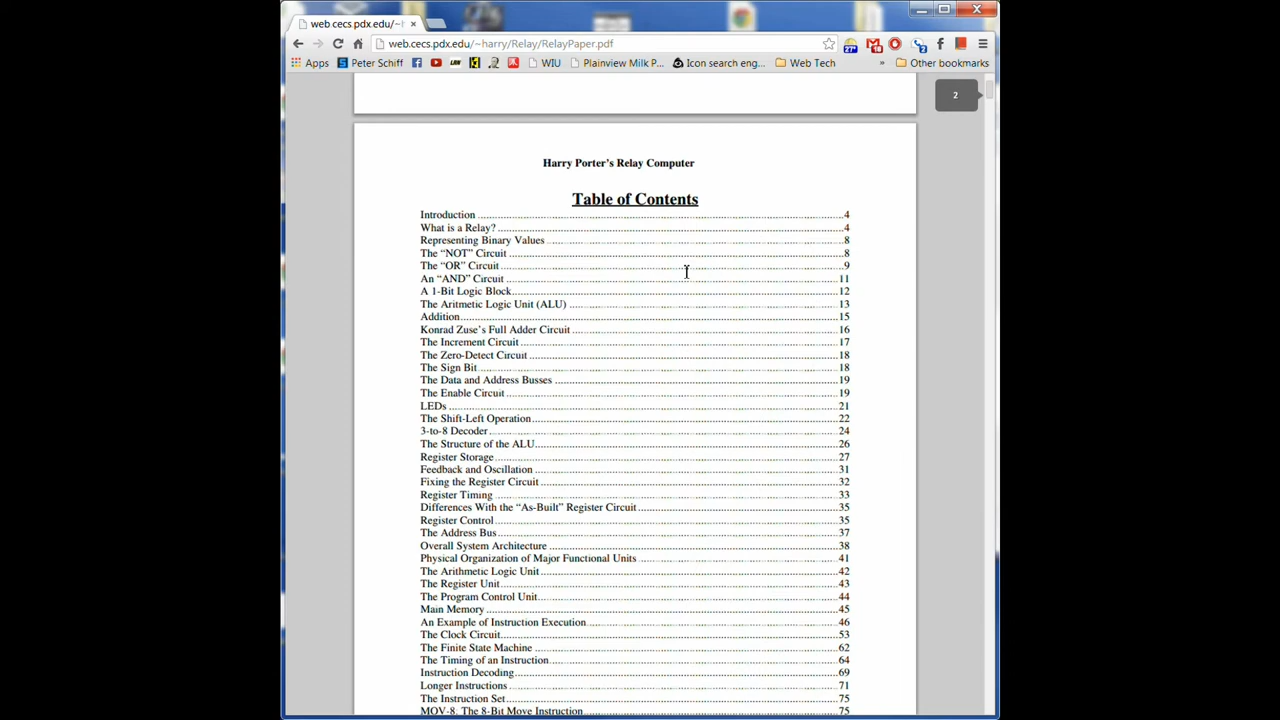 web.cecs.pdx.edu/~h
web.cecs.pdx.edu/~harry/Relay/RelayPaper.pdf
27°
18
2
Apps
Peter Schiff
LRN
WIU
Plainview Milk P...
Icon search eng...
Web Tech
»
Other bookmarks
2
Harry Porter's Relay Computer
Table of Contents
Introduction ...4
What is a Relay? ...4
Representing Binary Values ...8
The "NOT" Circuit ...8
The "OR" Circuit ...9
An "AND" Circuit ...11
A 1-Bit Logic Block ...12
The Aritmetic Logic Unit (ALU) ...13
Addition ...15
Konrad Zuse's Full Adder Circuit ...16
The Increment Circuit ...17
The Zero-Detect Circuit ...18
The Sign Bit ...18
The Data and Address Busses ...19
The Enable Circuit ...19
LEDs ...21
The Shift-Left Operation ...22
3-to-8 Decoder ...24
The Structure of the ALU ...26
Register Storage ...27
Feedback and Oscillation ...31
Fixing the Register Circuit ...32
Register Timing ...33
Differences With the "As-Built" Register Circuit ...35
Register Control ...35
The Address Bus ...37
Overall System Architecture ...38
Physical Organization of Major Functional Units ...41
The Arithmetic Logic Unit ...42
The Register Unit ...43
The Program Control Unit ...44
Main Memory ...45
An Example of Instruction Execution ...46
The Clock Circuit ...53
The Finite State Machine ...62
The Timing of an Instruction ...64
Instruction Decoding ...69
Longer Instructions ...71
The Instruction Set ...75
MOV-8, The 8-Bit Move Instruction ...75